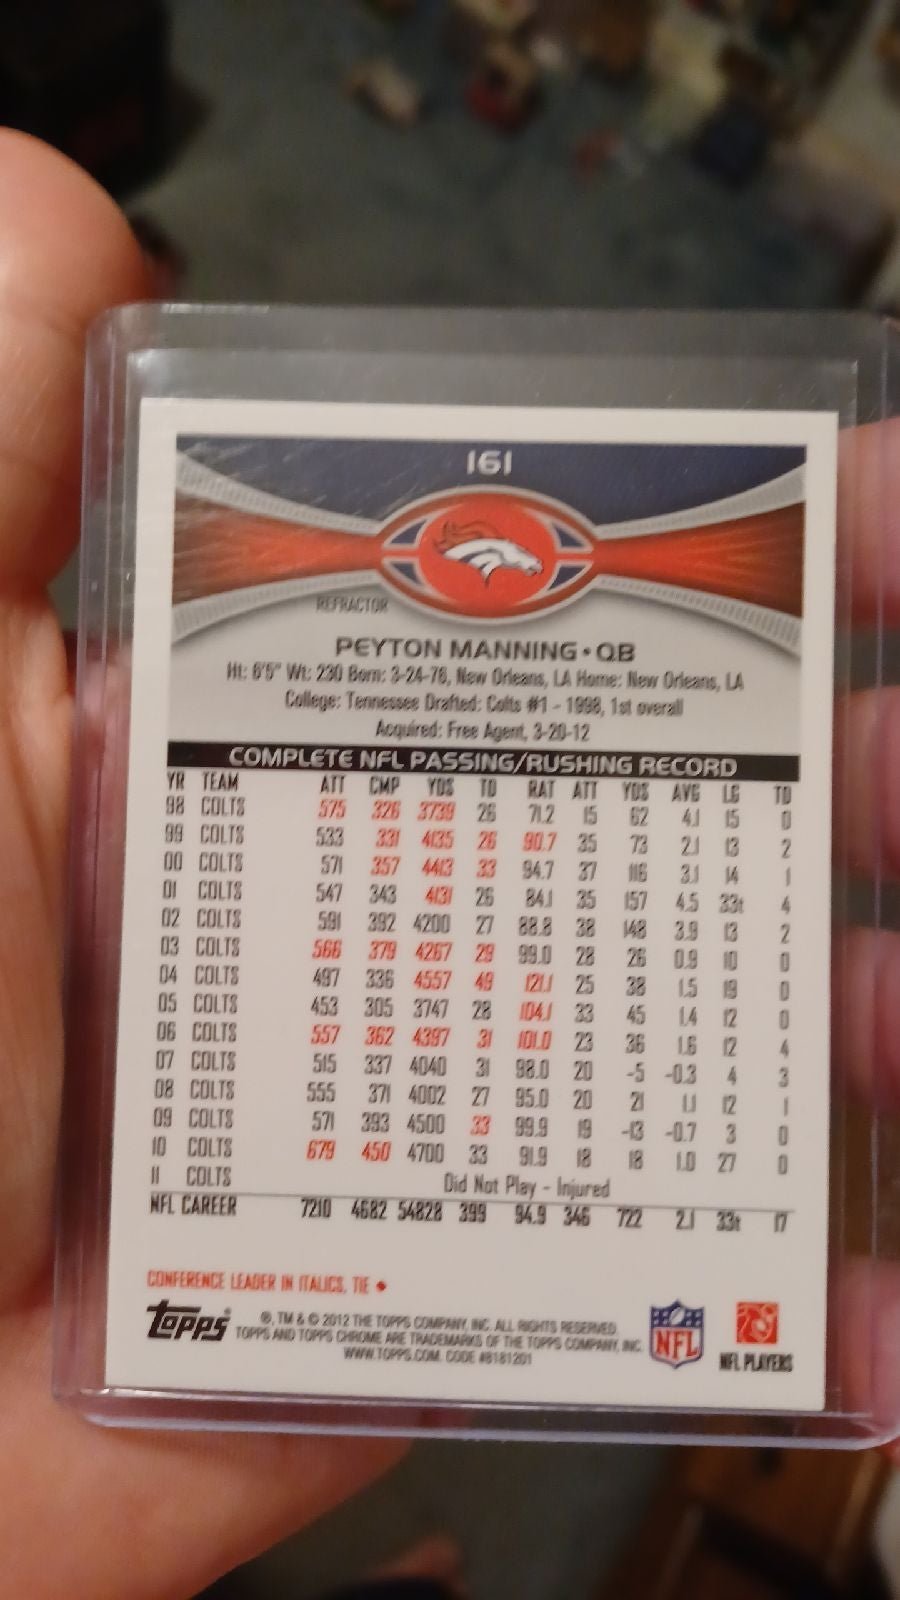 161
REFRACTOR
PEYTON MANNING • QB
Ht: 6'5" Wt: 230 Born: 3-24-76, New Orleans, LA Home: New Orleans, LA
College: Tennessee Drafted: Colts #1 - 1998, 1st overall
Acquired: Free Agent, 3-20-12
COMPLETE NFL PASSING/RUSHING RECORD
YR TEAM ATT CMP YDS TD RAT ATT YDS AVG LG TD
98 COLTS 575 326 3739 26 71.2 15 62 4.1 15 0
99 COLTS 533 331 4135 26 90.7 35 73 2.1 13 2
00 COLTS 571 357 4413 33 94.7 37 116 3.1 14 1
01 COLTS 547 343 4131 26 84.1 35 157 4.5 33t 4
02 COLTS 591 392 4200 27 88.8 38 148 3.9 13 2
03 COLTS 566 379 4267 29 99.0 28 26 0.9 10 0
04 COLTS 497 336 4557 49 121.1 25 38 1.5 19 0
05 COLTS 453 305 3747 28 104.1 33 45 1.4 12 0
06 COLTS 557 362 4397 31 101.0 23 36 1.6 12 4
07 COLTS 515 337 4040 31 98.0 20 -5 -0.3 4 3
08 COLTS 555 371 4002 27 95.0 20 21 1.1 12 1
09 COLTS 571 393 4500 33 99.9 19 -13 -0.7 3 0
10 COLTS 679 450 4700 33 91.9 18 18 1.0 27 0
11 COLTS Did Not Play - Injured
NFL CAREER 7210 4682 54828 399 94.9 346 722 2.1 33t 17
CONFERENCE LEADER IN ITALICS, TIE ♦
Topps ®
®, TM & © 2012 THE TOPPS COMPANY, INC. ALL RIGHTS RESERVED.
TOPPS AND TOPPS CHROME ARE TRADEMARKS OF THE TOPPS COMPANY, INC.
WWW.TOPPS.COM. CODE #8181201
NFL
NFL PLAYERS